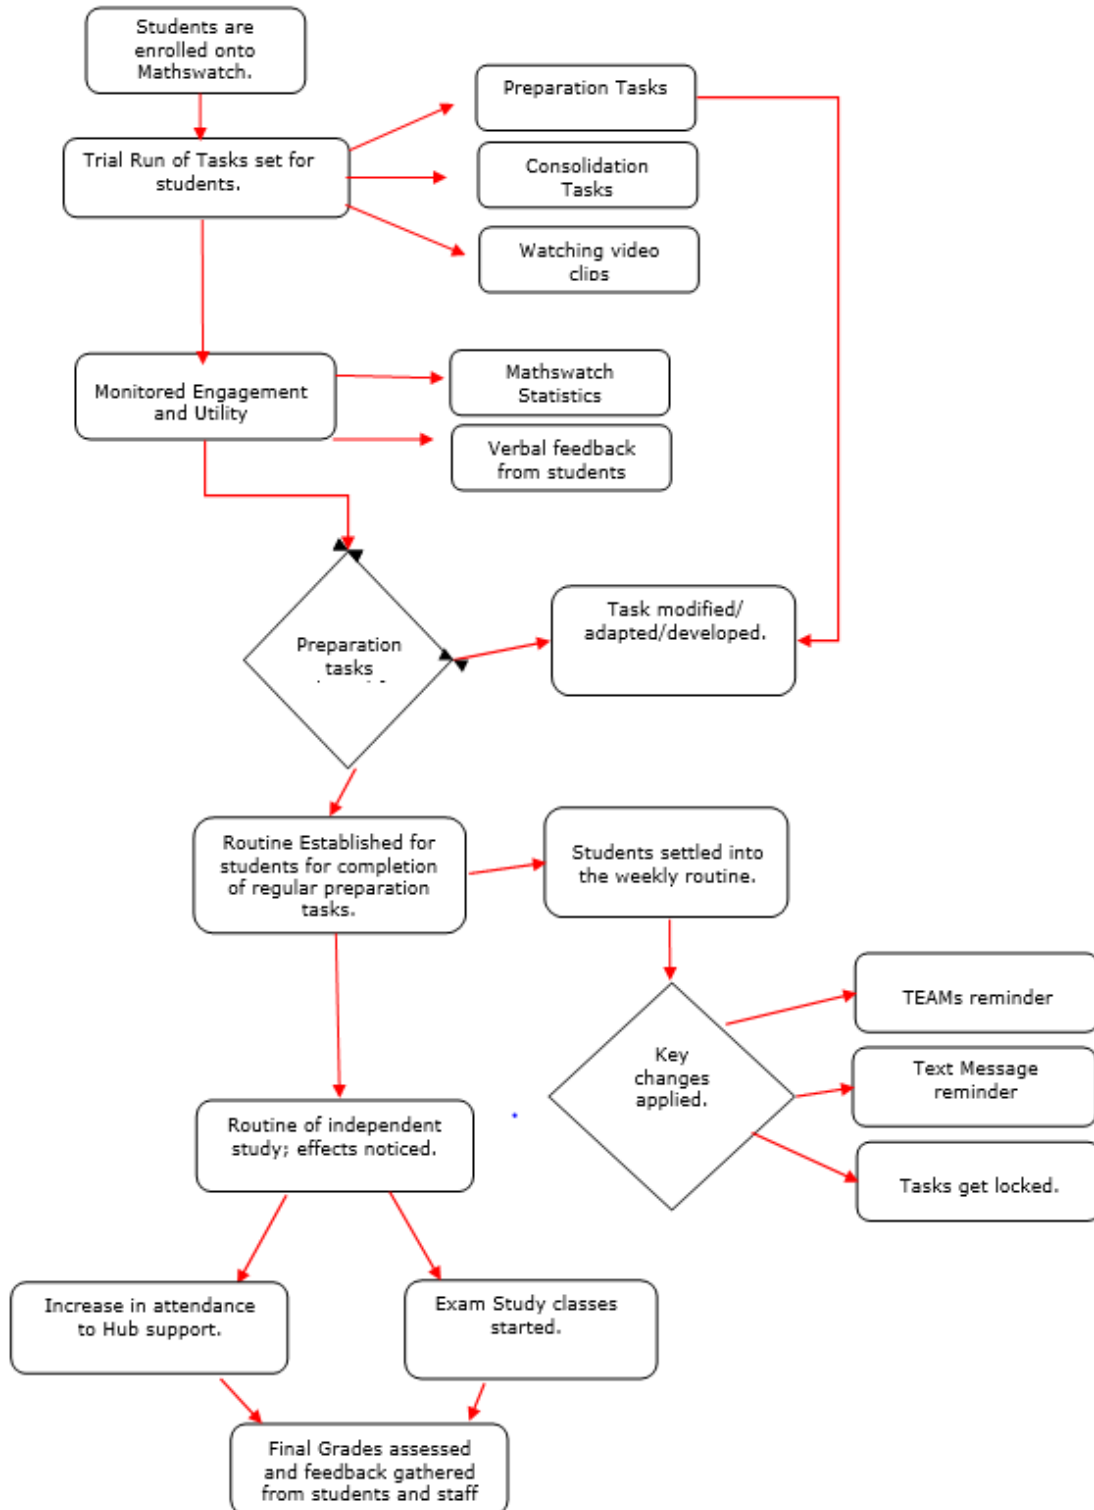 Students are
enrolled onto
Mathswatch.
Preparation Tasks
Trial Run of Tasks set for
students.
Consolidation
Tasks
Watching video
clips
Monitored Engagement
and Utility
Mathswatch
Statistics
Verbal feedback
from students
Preparation
tasks
Task modified/
adapted/developed.
Routine Established for
students for completion
of regular preparation
tasks.
Students settled into
the weekly routine.
Key
changes
applied.
TEAMs reminder
Text Message
reminder
Tasks get locked.
Routine of independent
study; effects noticed.
Increase in attendance
to Hub support.
Exam Study classes
started.
Final Grades assessed
and feedback gathered
from students and staff